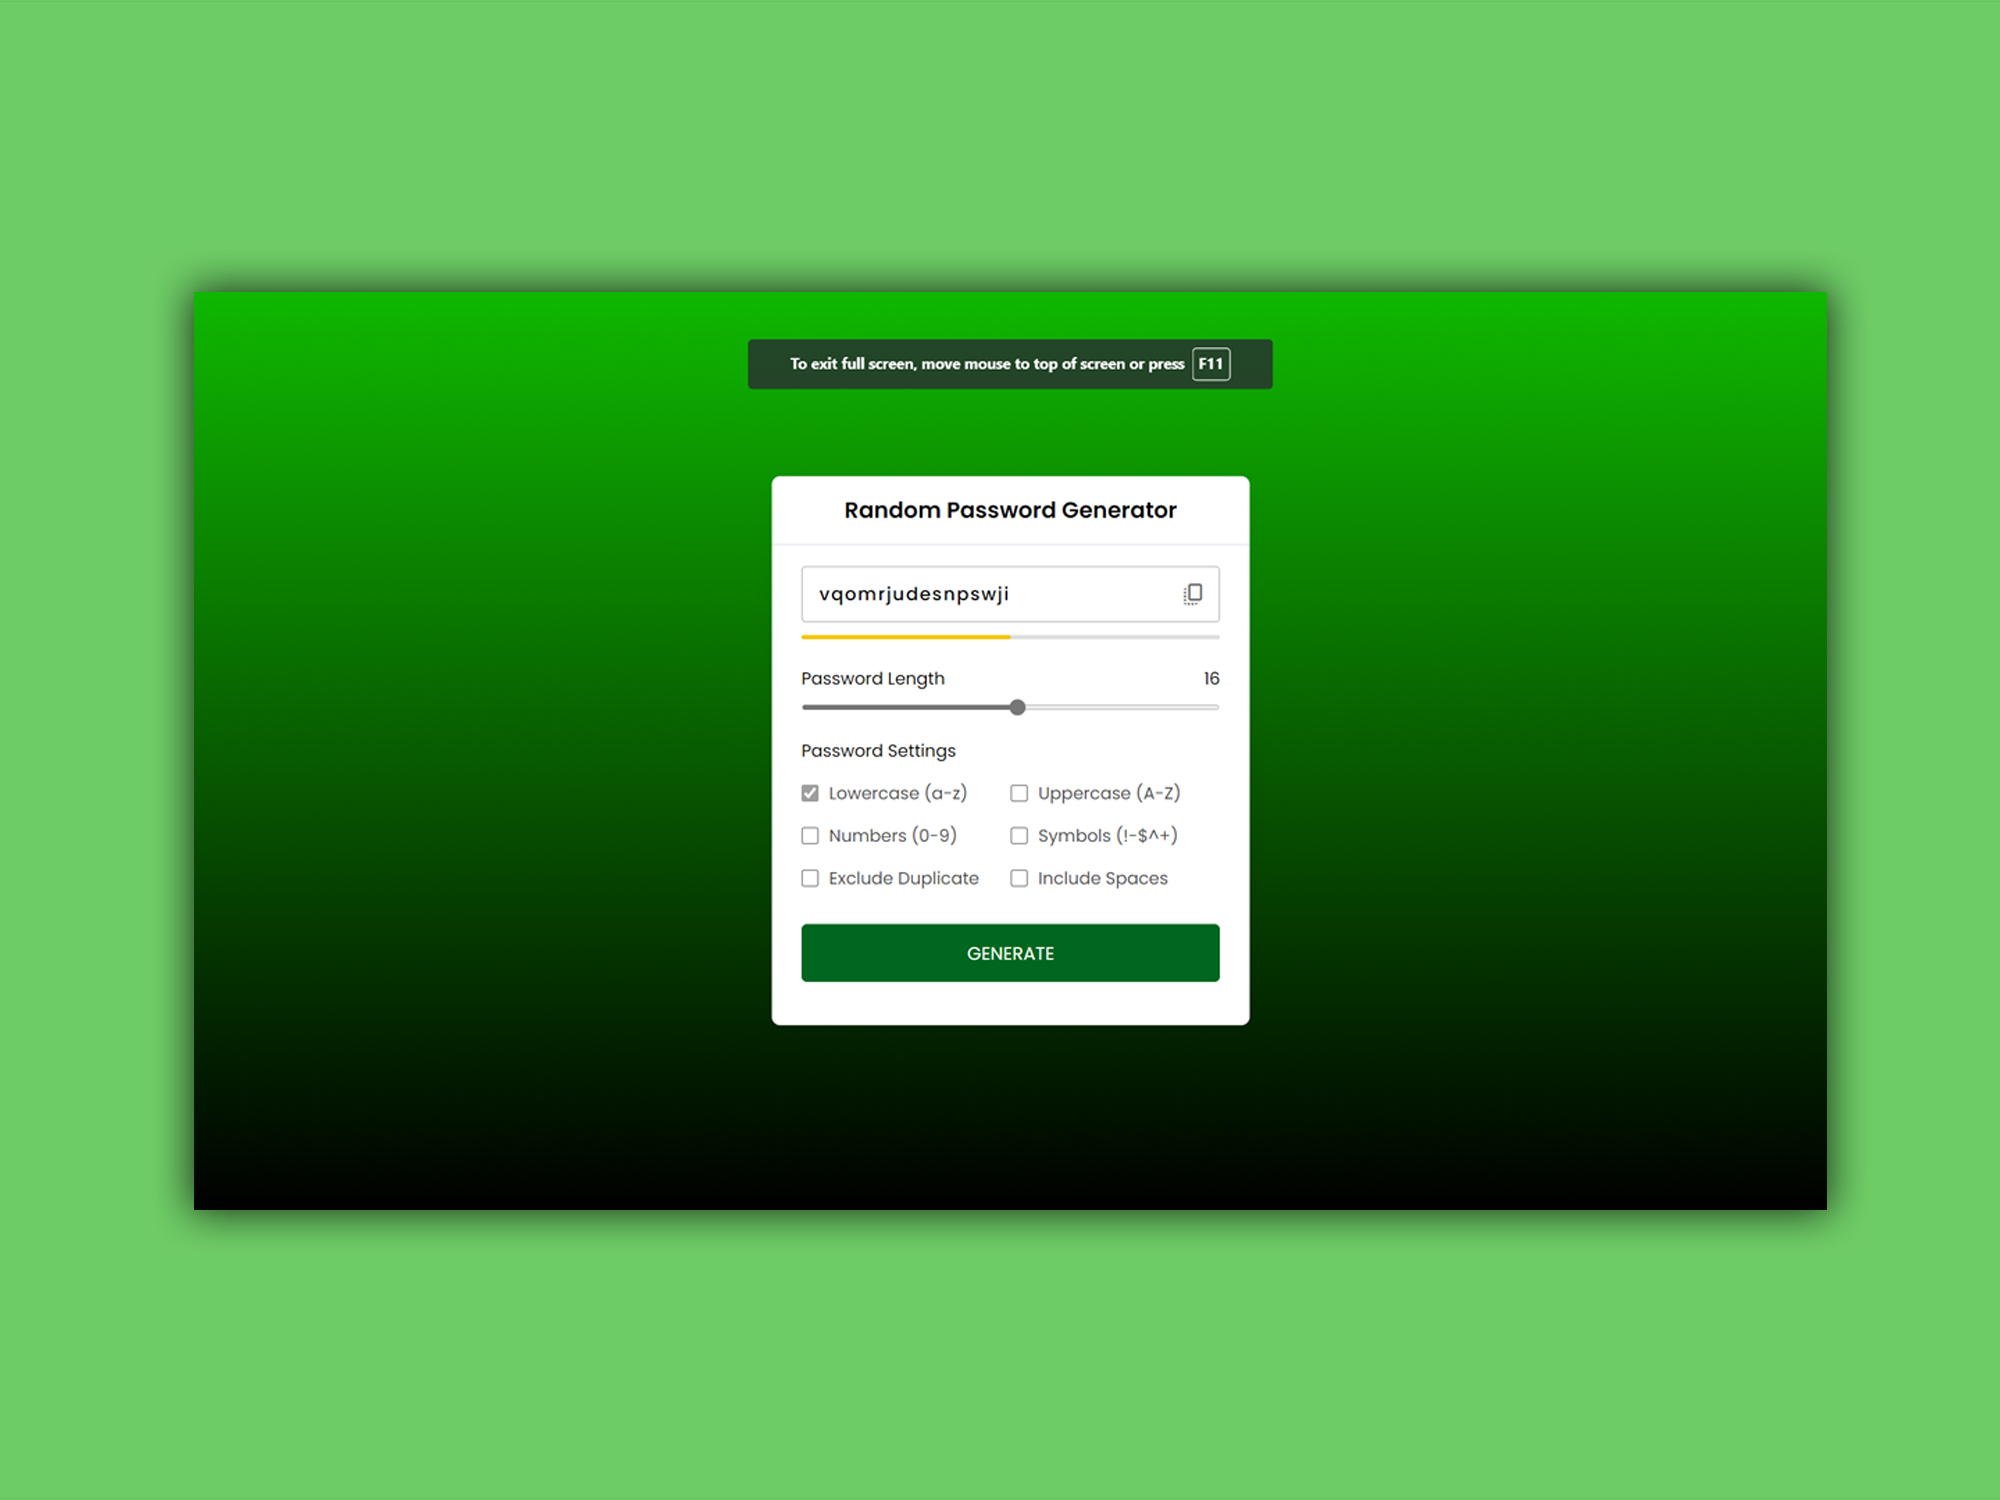 To exit full screen, move mouse to top of screen or press F11
Random Password Generator
vqomrjudesnpswji
Password Length 16
Password Settings
Lowercase (a-z) Uppercase (A-Z)
Numbers (0-9) Symbols (!-$^+)
Exclude Duplicate Include Spaces
GENERATE